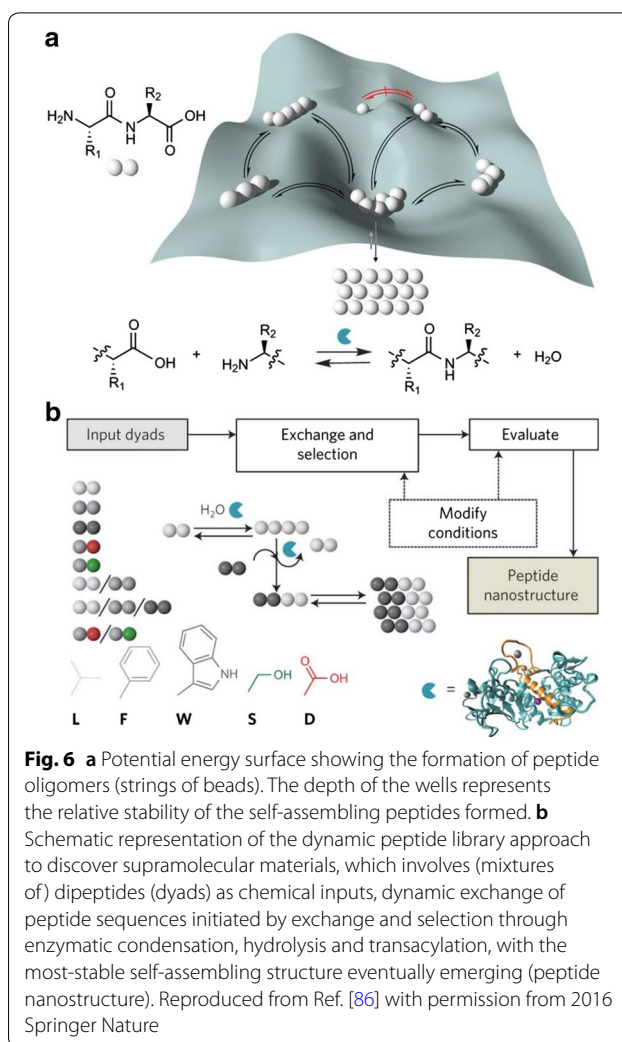 a
H₂N
R₁
O
N
H
R₂
O
OH
O
OH
R₁
+
H₂N
R₂
O
R₁
N
H
R₂
+ H₂O
b
Input dyads
Exchange and
selection
Evaluate
Modify
conditions
Peptide
nanostructure
H₂O
/
/ /
/
NH
OH
O
OH
L F W S D
=
Fig. 6 a Potential energy surface showing the formation of peptide
oligomers (strings of beads). The depth of the wells represents
the relative stability of the self-assembling peptides formed. b
Schematic representation of the dynamic peptide library approach
to discover supramolecular materials, which involves (mixtures
of) dipeptides (dyads) as chemical inputs, dynamic exchange of
peptide sequences initiated by exchange and selection through
enzymatic condensation, hydrolysis and transacylation, with the
most-stable self-assembling structure eventually emerging (peptide
nanostructure). Reproduced from Ref. [86] with permission from 2016
Springer Nature